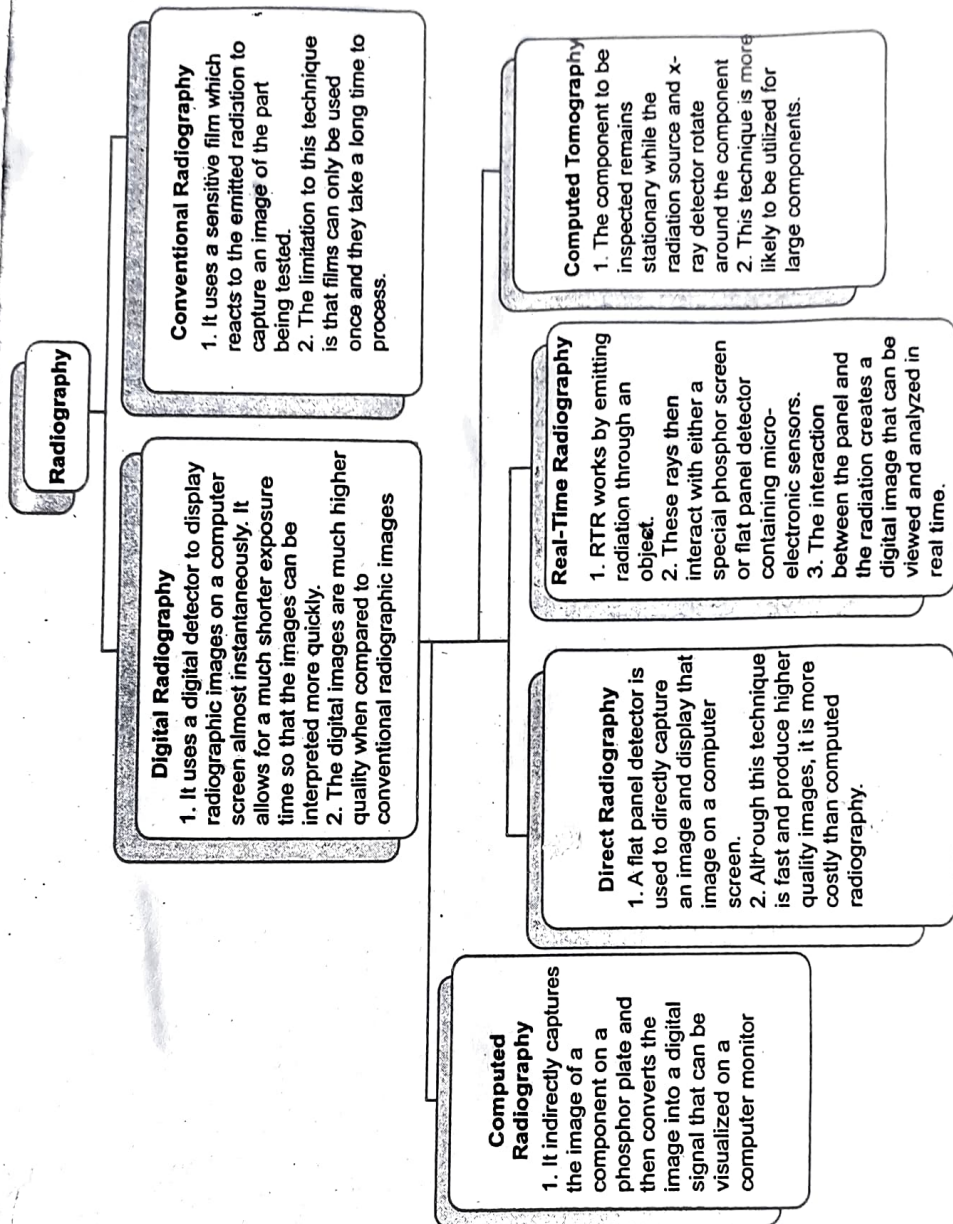 Radiography
Digital Radiography
1. It uses a digital detector to display
radiographic images on a computer
screen almost instantaneously. It
allows for a much shorter exposure
time so that the images can be
interpreted more quickly.
2. The digital images are much higher
quality when compared to
conventional radiographic images
Conventional Radiography
1. It uses a sensitive film which
reacts to the emitted radiation to
capture an image of the part
being tested.
2. The limitation to this technique
is that films can only be used
once and they take a long time to
process.
Computed
Radiography
1. It indirectly captures
the image of a
component on a
phosphor plate and
then converts the
image into a digital
signal that can be
visualized on a
computer monitor
Direct Radiography
1. A flat panel detector is
used to directly capture
an image and display that
image on a computer
screen.
2. Although this technique
is fast and produce higher
quality images, it is more
costly than computed
radiography.
Real-Time Radiography
1. RTR works by emitting
radiation through an
object.
2. These rays then
interact with either a
special phosphor screen
or flat panel detector
containing micro-
electronic sensors.
3. The interaction
between the panel and
the radiation creates a
digital image that can be
viewed and analyzed in
real time.
Computed Tomography
1. The component to be
inspected remains
stationary while the
radiation source and x-
ray detector rotate
around the component
2. This technique is more
likely to be utilized for
large components.